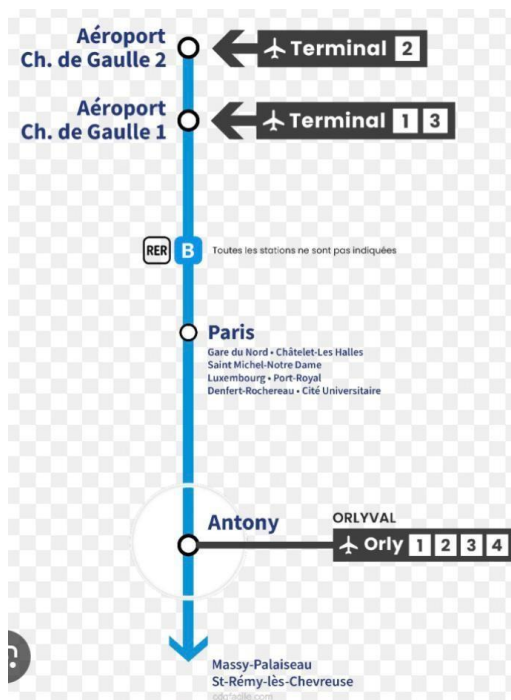 Aéroport
Ch. de Gaulle 2
Terminal 2
Aéroport
Ch. de Gaulle 1
Terminal 1 3
RER B Toutes les stations ne sont pas indiquées
Paris
Gare du Nord • Châtelet-Les Halles
Saint Michel-Notre Dame
Luxembourg • Port-Royal
Denfert-Rochereau • Cité Universitaire
Antony
ORLYVAL
Orly 1 2 3 4
Massy-Palaiseau
St-Rémy-lès-Chevreuse
cdgfacile.com